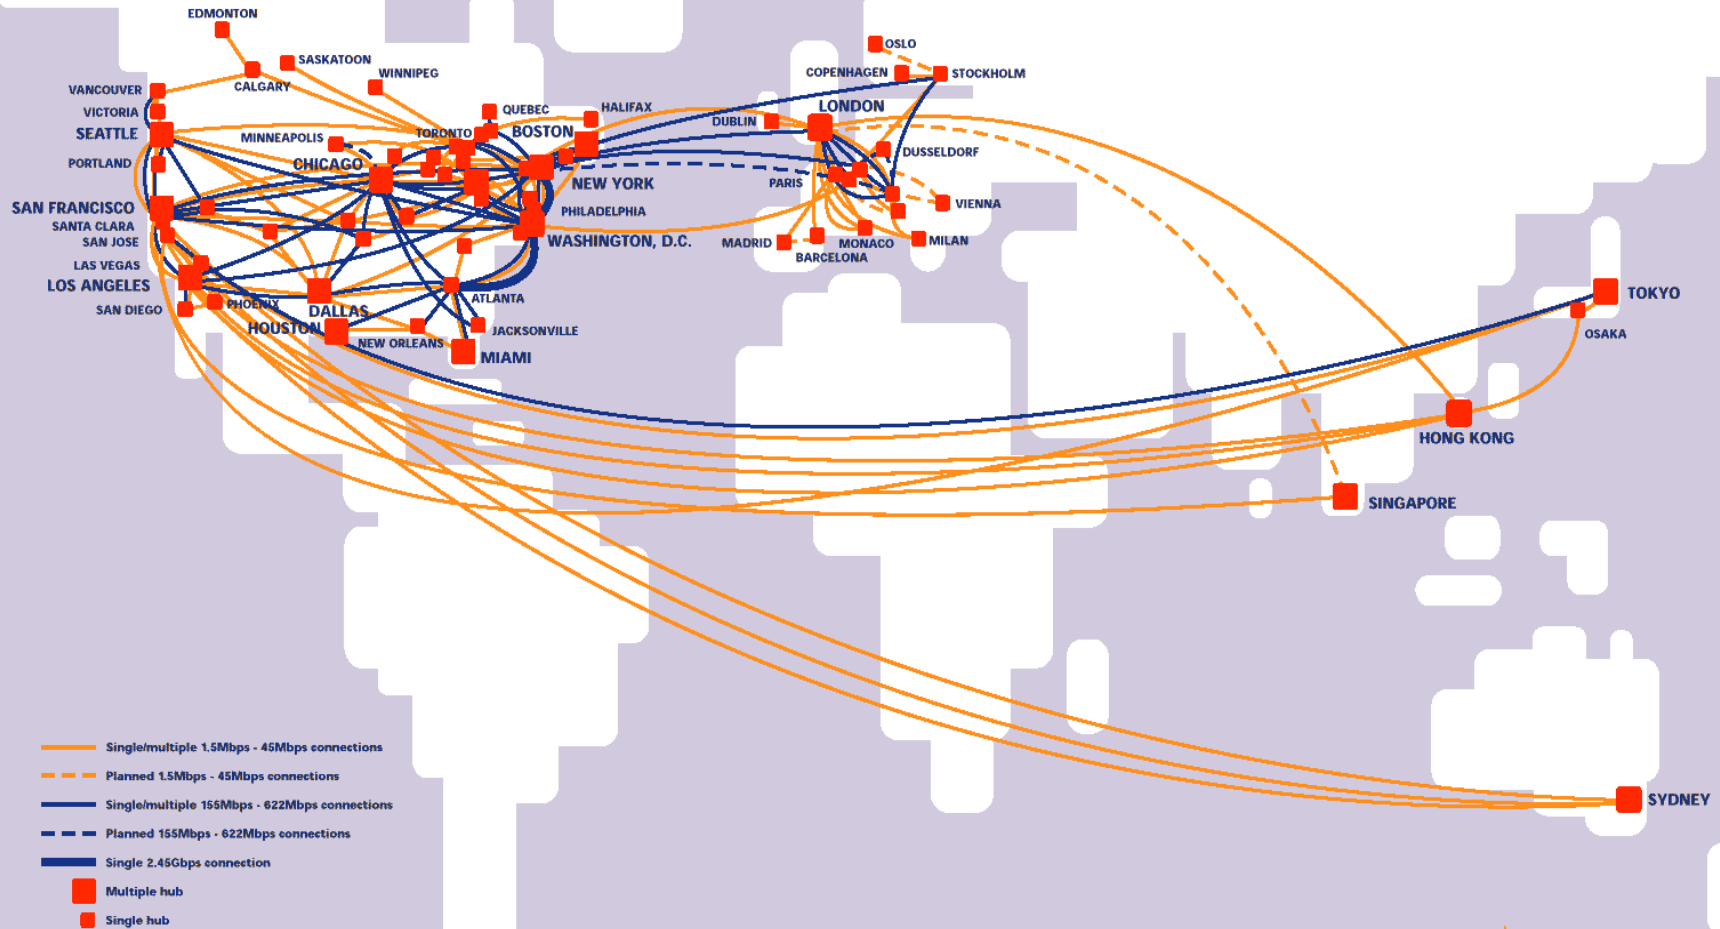 EDMONTON
OSLO
SASKATOON
WINNIPEG
COPENHAGEN
STOCKHOLM
CALGARY
VANCOUVER
VICTORIA
QUEBEC
HALIFAX
LONDON
DUBLIN
SEATTLE
MINNEAPOLIS
TORONTO
BOSTON
DUSSELDORF
PORTLAND
CHICAGO
NEW YORK
PARIS
SAN FRANCISCO
PHILADELPHIA
VIENNA
SANTA CLARA
SAN JOSE
WASHINGTON, D.C.
MADRID
MONACO
MILAN
BARCELONA
LAS VEGAS
LOS ANGELES
TOKYO
SAN DIEGO
PHOENIX
ATLANTA
DALLAS
HOUSTON
NEW ORLEANS
JACKSONVILLE
OSAKA
MIAMI
HONG KONG
SINGAPORE
SYDNEY
Single/multiple 1.5Mbps - 45Mbps connections
Planned 1.5Mbps - 45Mbps connections
Single/multiple 155Mbps - 622Mbps connections
Planned 155Mbps - 622Mbps connections
Single 2.45Gbps connection
Multiple hub
Single hub